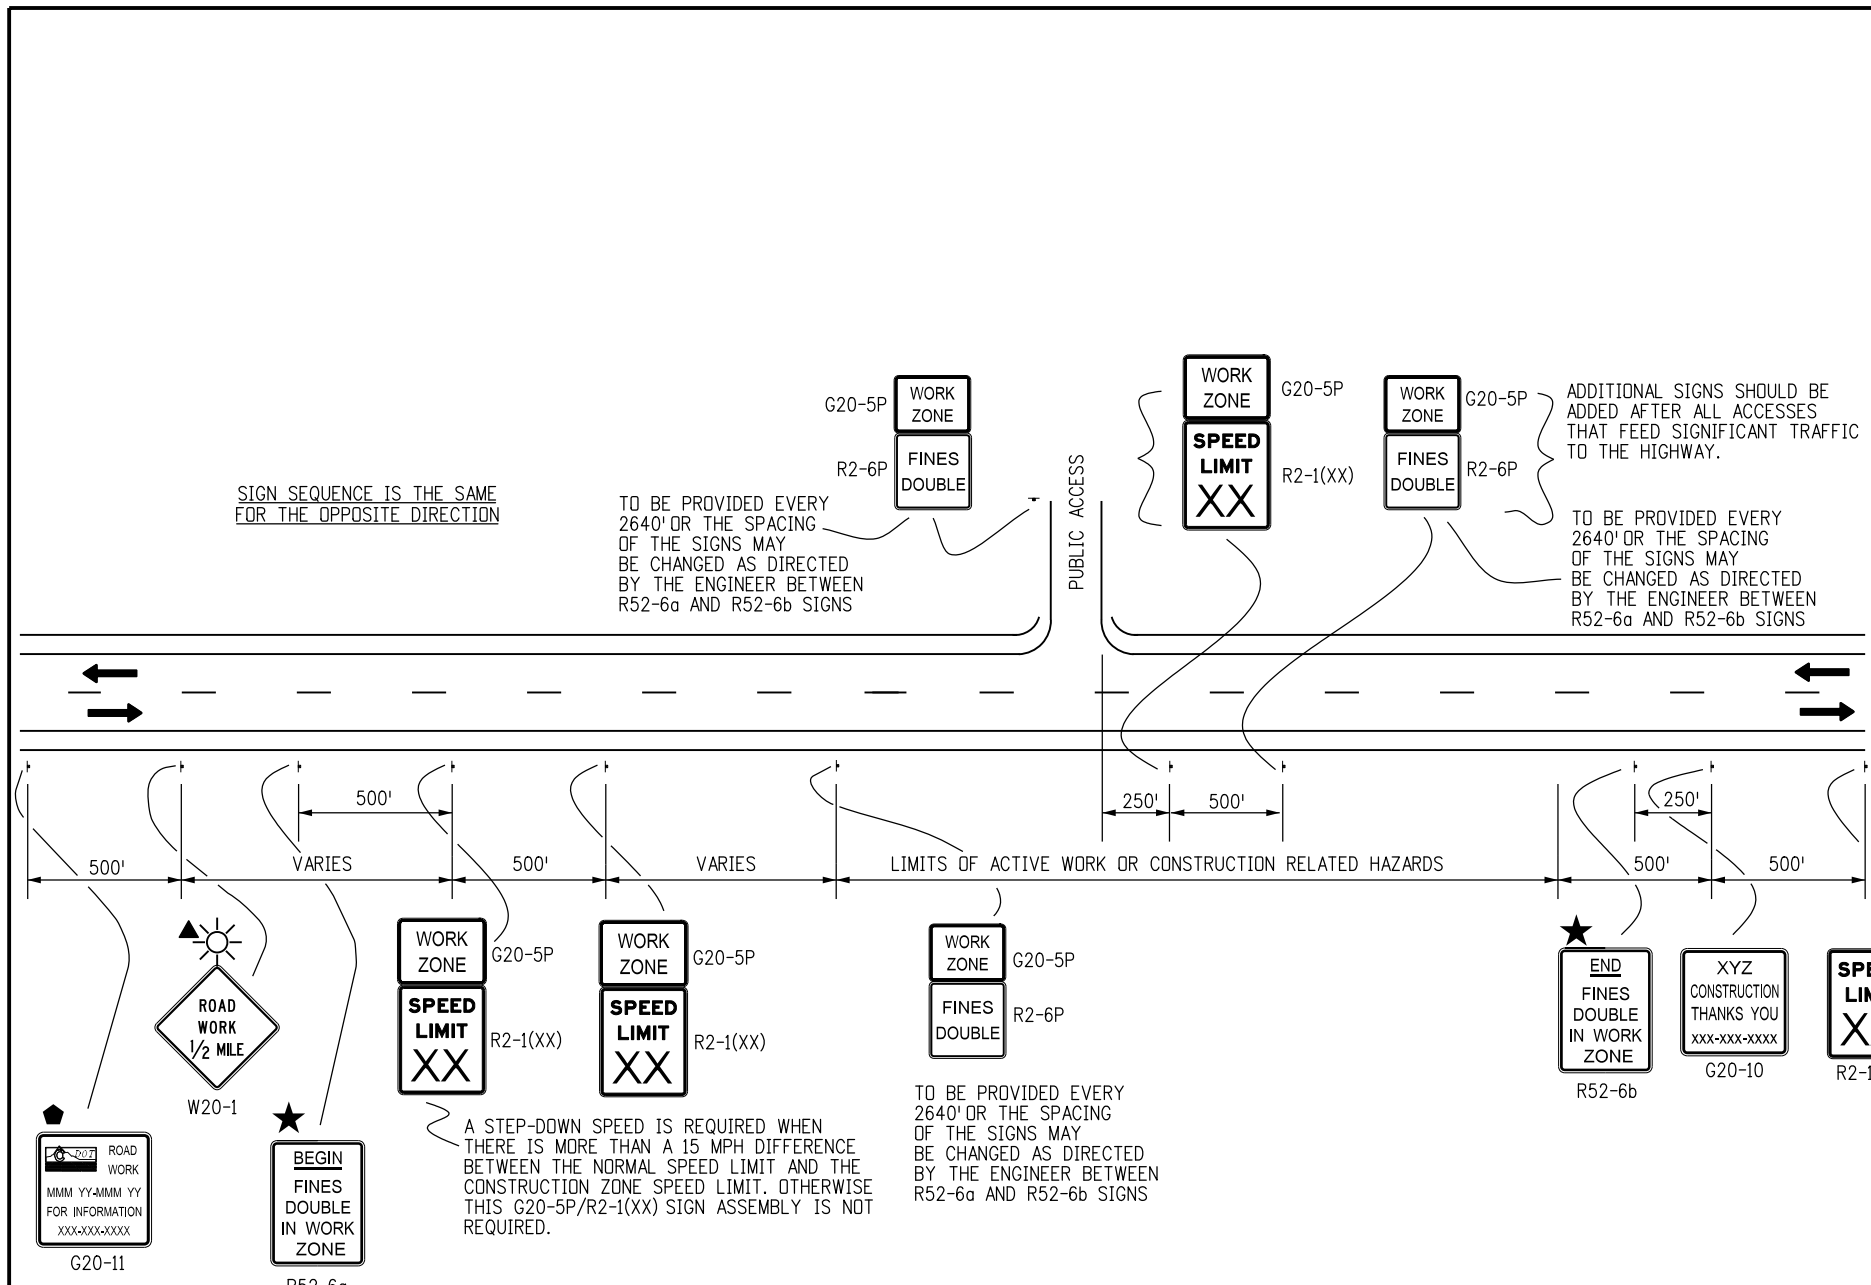 WORK
ZONE
G20-5P
FINES
DOUBLE
R2-6P
WORK
ZONE
G20-5P
SPEED
LIMIT
XX
R2-1(XX)
WORK
ZONE
G20-5P
FINES
DOUBLE
R2-6P
ADDITIONAL SIGNS SHOULD BE
ADDED AFTER ALL ACCESSES
THAT FEED SIGNIFICANT TRAFFIC
TO THE HIGHWAY.
SIGN SEQUENCE IS THE SAME
FOR THE OPPOSITE DIRECTION
TO BE PROVIDED EVERY
2640' OR THE SPACING
OF THE SIGNS MAY
BE CHANGED AS DIRECTED
BY THE ENGINEER BETWEEN
R52-6a AND R52-6b SIGNS
PUBLIC ACCESS
TO BE PROVIDED EVERY
2640' OR THE SPACING
OF THE SIGNS MAY
BE CHANGED AS DIRECTED
BY THE ENGINEER BETWEEN
R52-6a AND R52-6b SIGNS
500'
250'
500'
250'
500'
VARIES
500'
VARIES
LIMITS OF ACTIVE WORK OR CONSTRUCTION RELATED HAZARDS
500'
500'
ROAD
WORK
1/2 MILE
W20-1
WORK
ZONE
G20-5P
SPEED
LIMIT
XX
R2-1(XX)
WORK
ZONE
G20-5P
SPEED
LIMIT
XX
R2-1(XX)
WORK
ZONE
G20-5P
FINES
DOUBLE
R2-6P
END
FINES
DOUBLE
IN WORK
ZONE
R52-6b
XYZ
CONSTRUCTION
THANKS YOU
xxx-xxx-xxxx
G20-10
SPE
LIM
X
R2-1
DOT
ROAD
WORK
MMM YY-MMM YY
FOR INFORMATION
XXX-XXX-XXXX
G20-11
BEGIN
FINES
DOUBLE
IN WORK
ZONE
R52-6a
A STEP-DOWN SPEED IS REQUIRED WHEN
THERE IS MORE THAN A 15 MPH DIFFERENCE
BETWEEN THE NORMAL SPEED LIMIT AND THE
CONSTRUCTION ZONE SPEED LIMIT. OTHERWISE
THIS G20-5P/R2-1(XX) SIGN ASSEMBLY IS NOT
REQUIRED.
TO BE PROVIDED EVERY
2640' OR THE SPACING
OF THE SIGNS MAY
BE CHANGED AS DIRECTED
BY THE ENGINEER BETWEEN
R52-6a AND R52-6b SIGNS